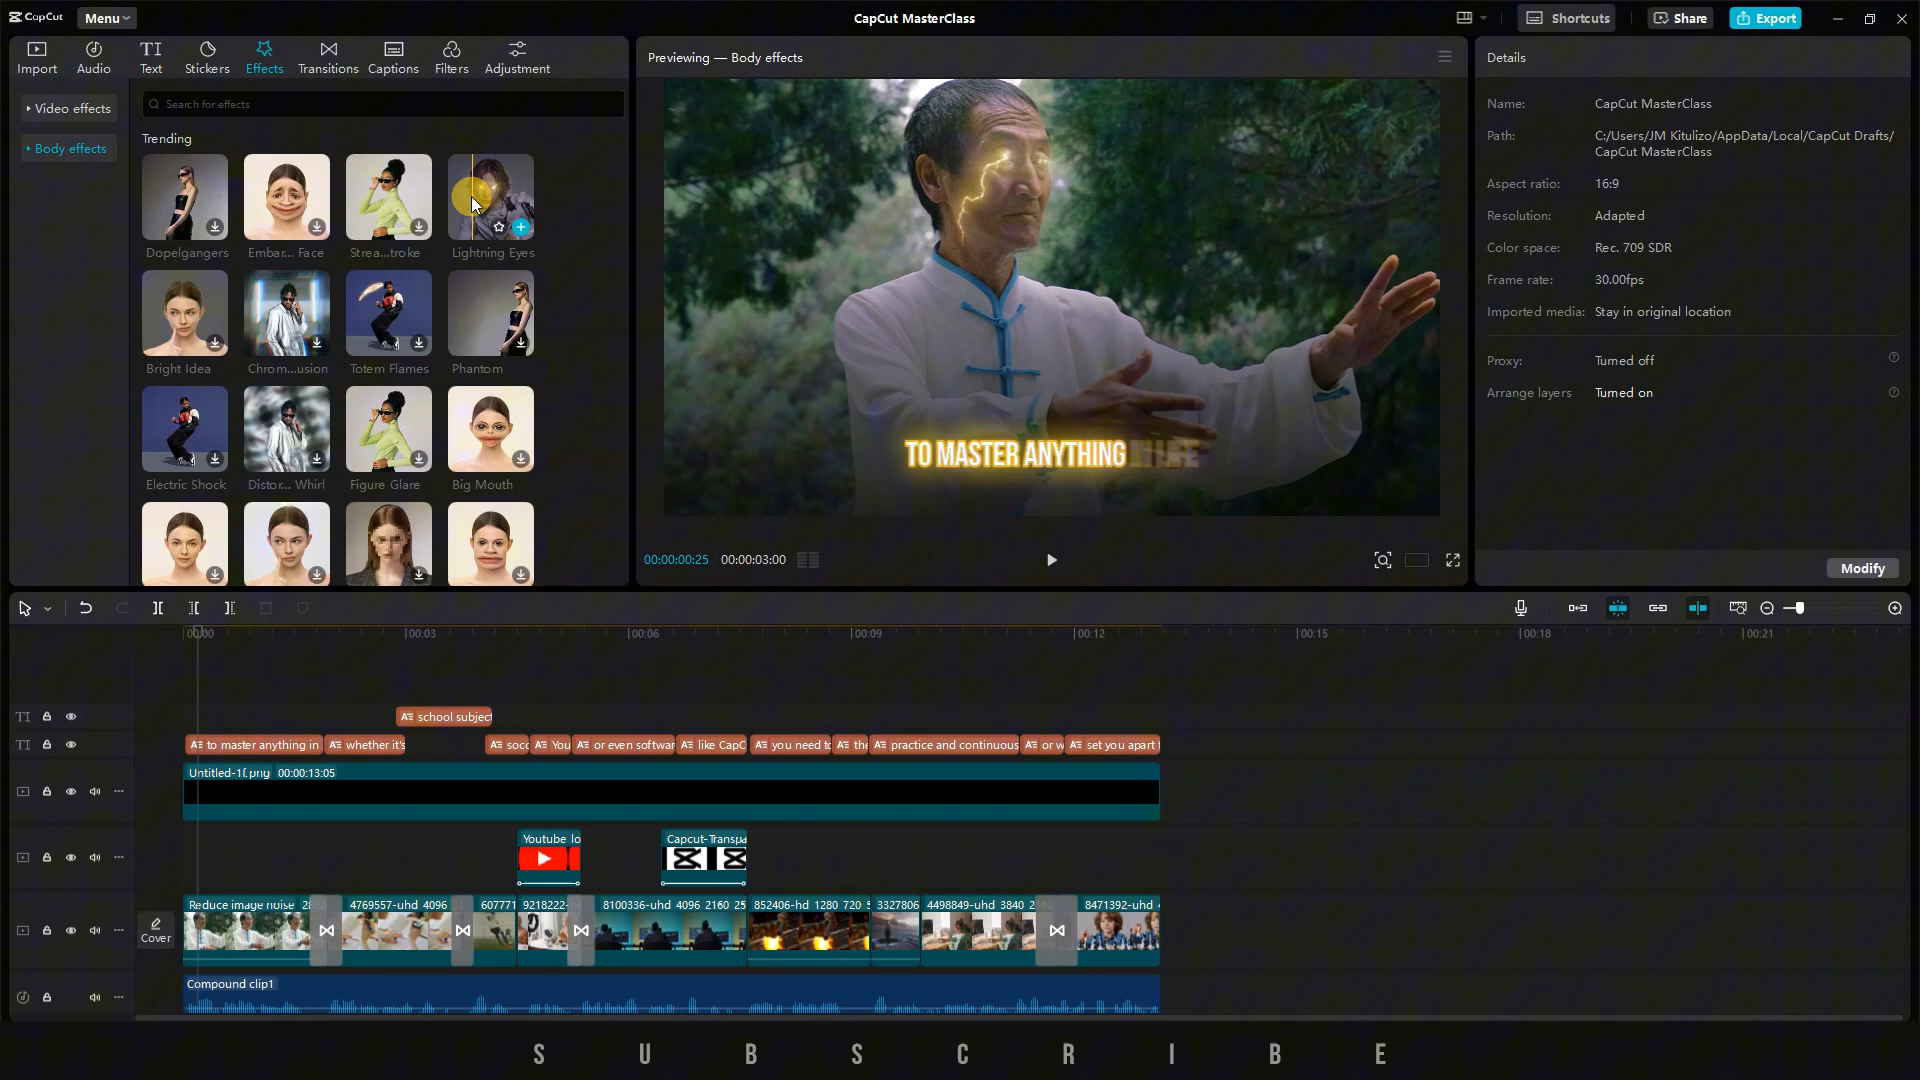 CapCut
Menu
CapCut MasterClass
Shortcuts
Share
Export
Import
Audio
Text
Stickers
Effects
Transitions
Captions
Filters
Adjustment
Video effects
Body effects
Search for effects
Trending
Dopelgangers
Embar... Face
Strea...troke
Lightning Eyes
Bright Idea
Chrom...usion
Totem Flames
Phantom
Electric Shock
Distor... Whirl
Figure Glare
Big Mouth
Previewing — Body effects
TO MASTER ANYTHING
00:00:00:25
00:00:03:00
Details
Name:
CapCut MasterClass
Path:
C:/Users/JM Kitulizo/AppData/Local/CapCut Drafts/
CapCut MasterClass
Aspect ratio:
16:9
Resolution:
Adapted
Color space:
Rec. 709 SDR
Frame rate:
30.00fps
Imported media:
Stay in original location
Proxy:
Turned off
Arrange layers
Turned on
Modify
00:00
00:03
00:06
00:09
00:12
00:15
00:18
00:21
school subject
to master anything in
whether it's
socc
You
or even softwar
like CapC
you need to
the
practice and continuous
or w
set you apart f
Untitled-1f.png 00:00:13:05
Youtube lo
Capcut-Transpa
Cover
Reduce image noise
4769557-uhd 4096
607771
9218222-
8100336-uhd 4096 2160 25
852406-hd 1280 720
3327806
4498849-uhd 3840
8471392-uhd
Compound clip1
SUBSCRIBE